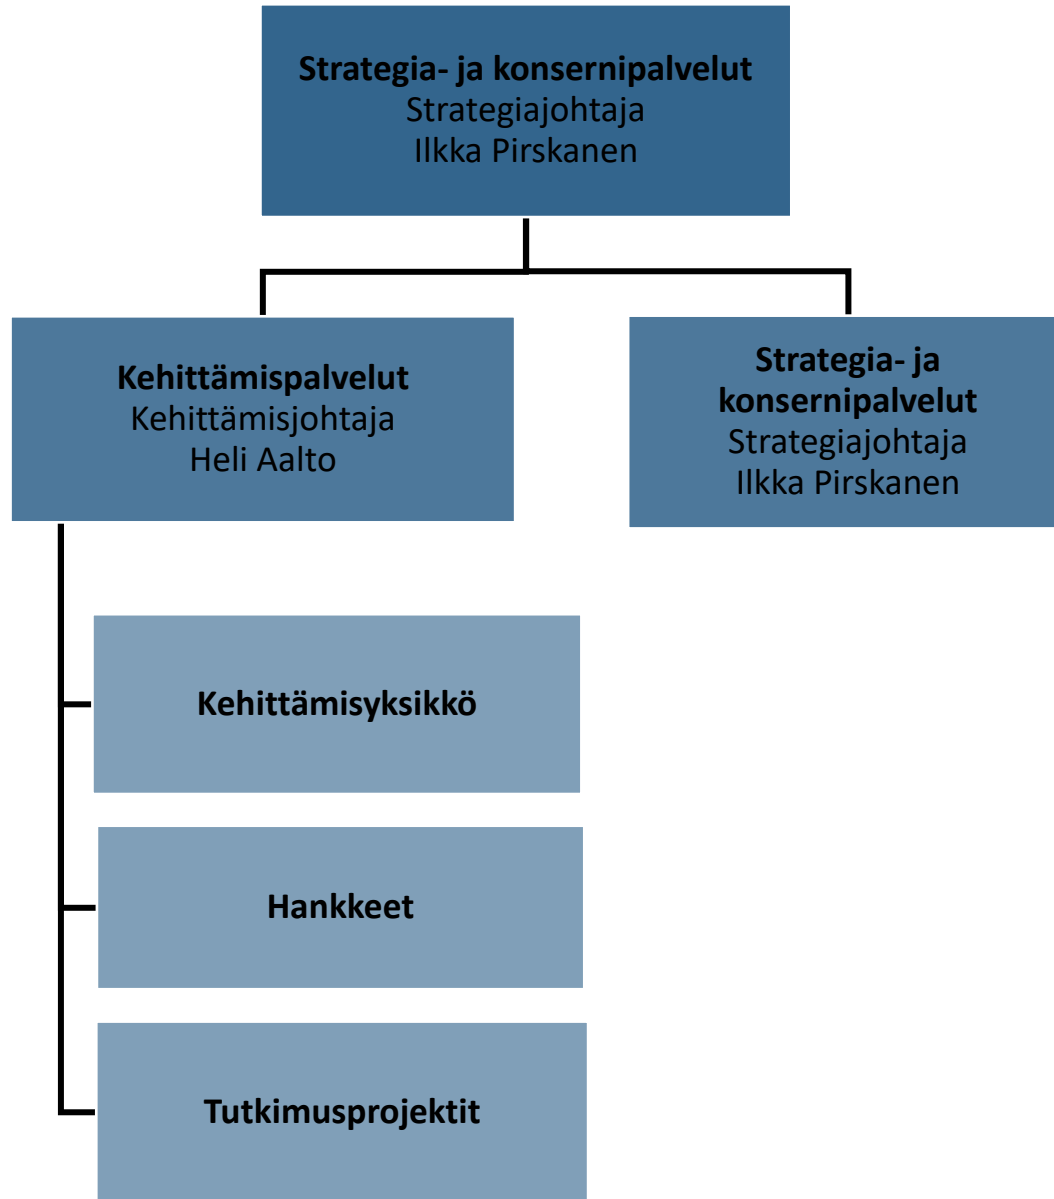 Strategia- ja konsernipalvelut
Strategiajohtaja
Ilkka Pirskanen
Kehittämispalvelut
Kehittämisjohtaja
Heli Aalto
Strategia- ja
konsernipalvelut
Strategiajohtaja
Ilkka Pirskanen
Kehittämisyksikkö
Hankkeet
Tutkimusprojektit